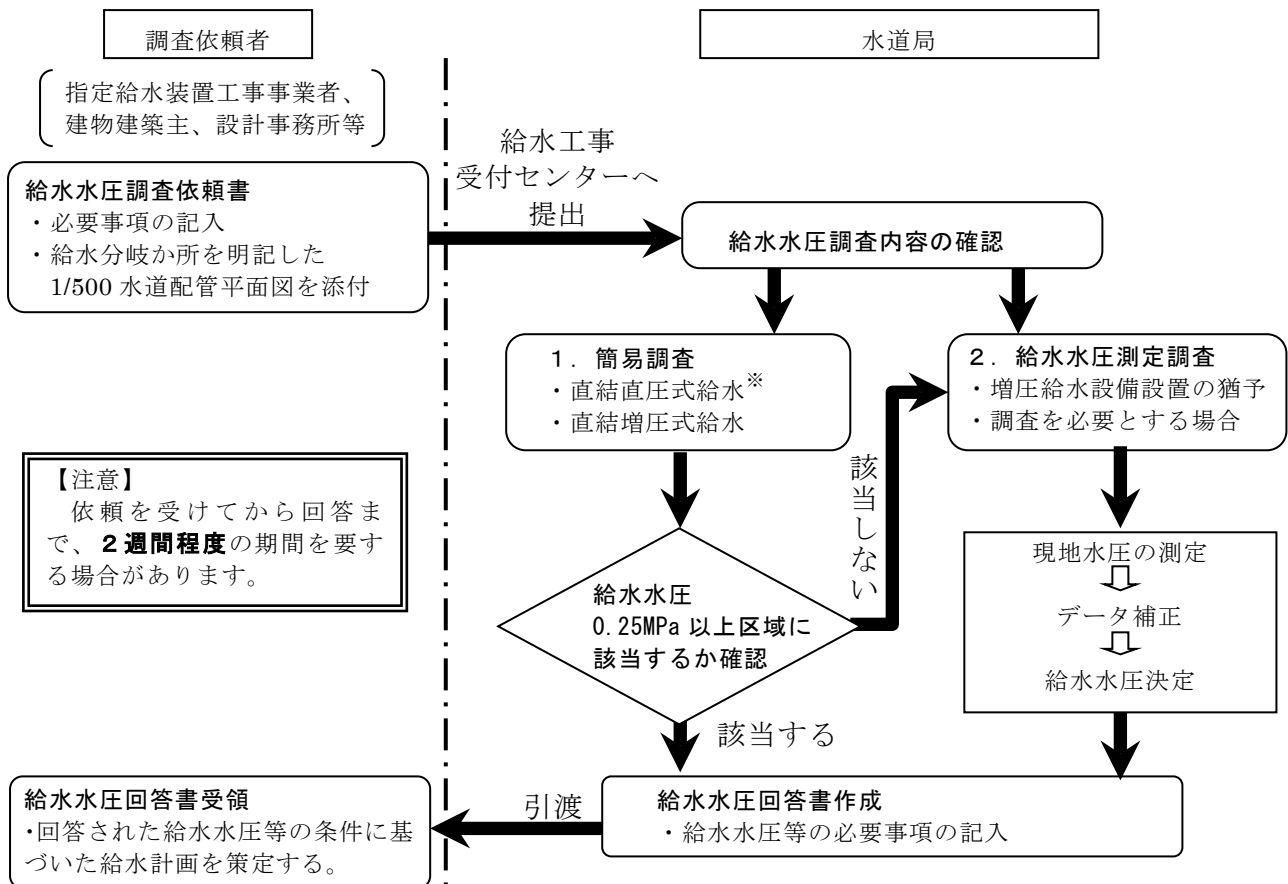 調査依頼者
水道局
指定給水装置工事事業者、
建物建築主、設計事務所等
給水工事
受付センターへ
提出
給水水圧調査依頼書
・必要事項の記入
・給水分岐か所を明記した
1/500 水道配管平面図を添付
給水水圧調査内容の確認
1．簡易調査
・直結直圧式給水※
・直結増圧式給水
2．給水水圧測定調査
・増圧給水設備設置の猶予
・調査を必要とする場合
【注意】
依頼を受けてから回答ま
で、２週間程度の期間を要す
る場合があります。
該当しない
給水水圧
0.25MPa 以上区域に
該当するか確認
現地水圧の測定
データ補正
給水水圧決定
該当する
給水水圧回答書受領
・回答された給水水圧等の条件に基
づいた給水計画を策定する。
引渡
給水水圧回答書作成
・給水水圧等の必要事項の記入